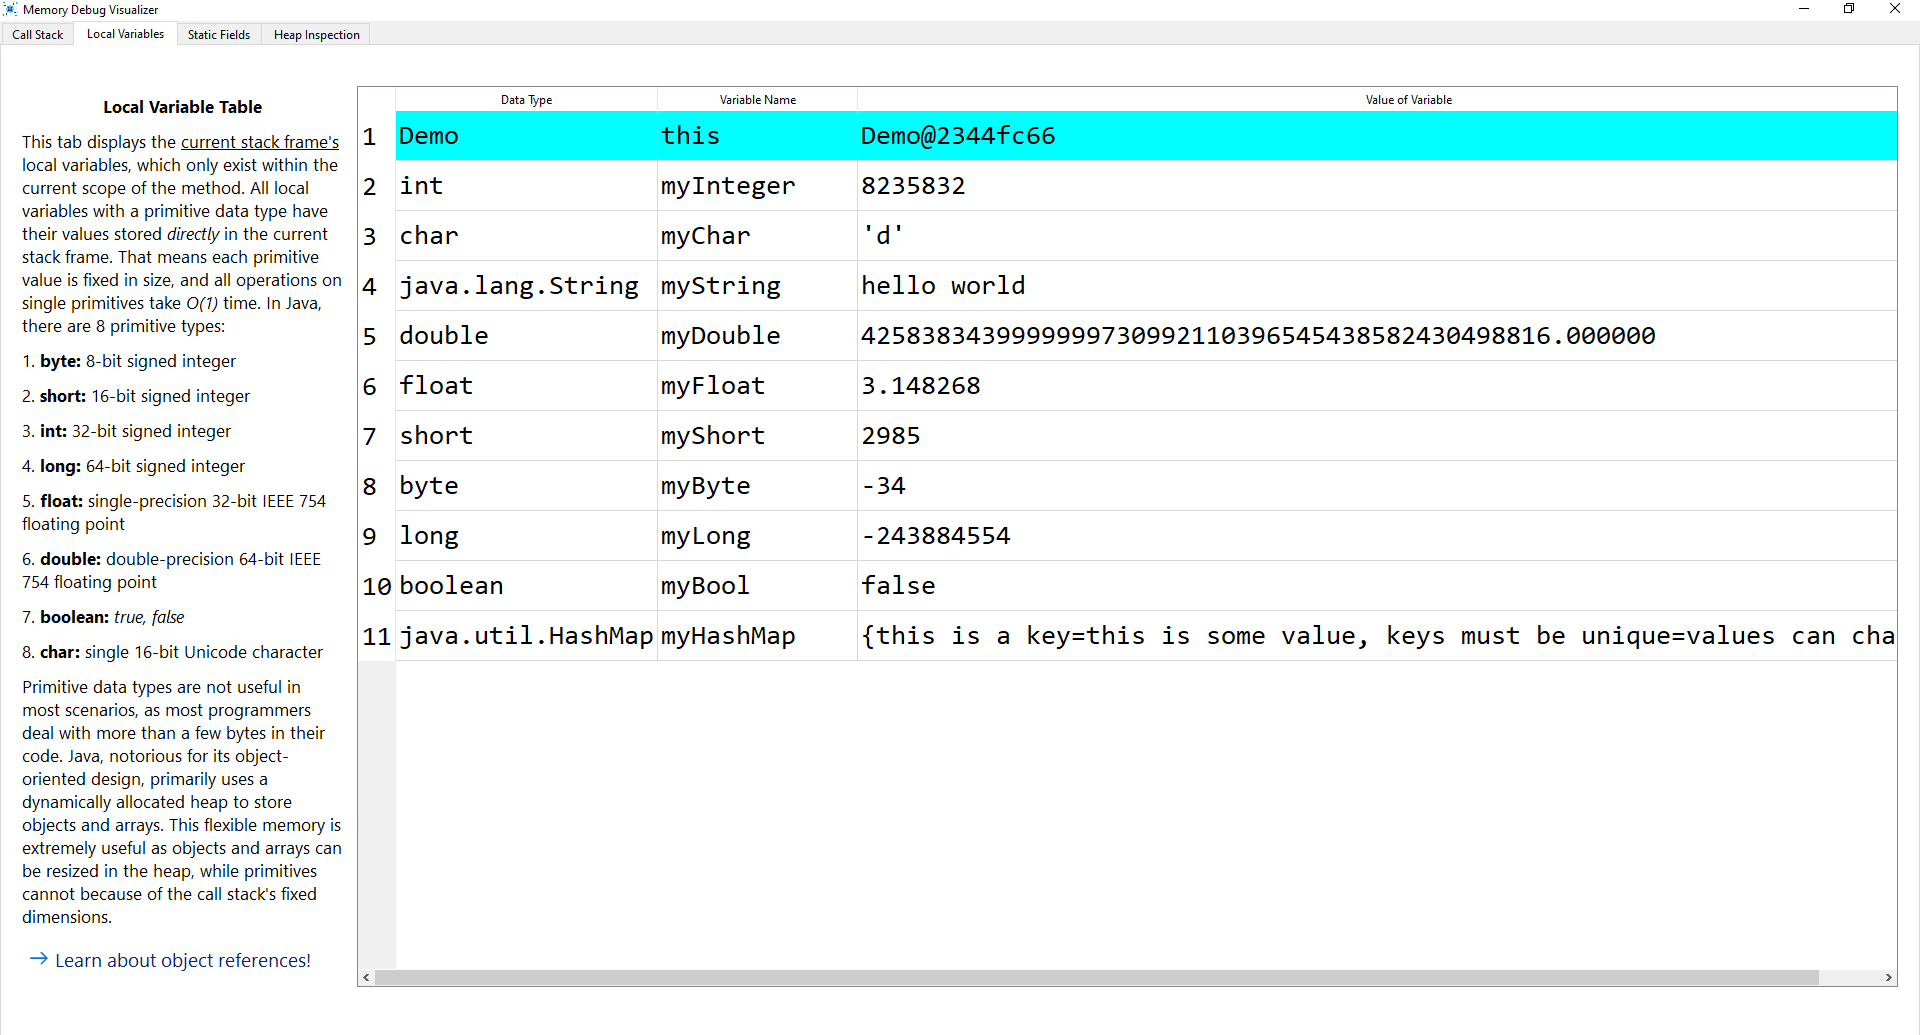 Memory Debug Visualizer
Call Stack Local Variables Static Fields Heap Inspection
Local Variable Table
This tab displays the current stack frame's
local variables, which only exist within the
current scope of the method. All local
variables with a primitive data type have
their values stored directly in the current
stack frame. That means each primitive
value is fixed in size, and all operations on
single primitives take O(1) time. In Java,
there are 8 primitive types:
1. byte: 8-bit signed integer
2. short: 16-bit signed integer
3. int: 32-bit signed integer
4. long: 64-bit signed integer
5. float: single-precision 32-bit IEEE 754
floating point
6. double: double-precision 64-bit IEEE
754 floating point
7. boolean: true, false
8. char: single 16-bit Unicode character
Primitive data types are not useful in
most scenarios, as most programmers
deal with more than a few bytes in their
code. Java, notorious for its object-
oriented design, primarily uses a
dynamically allocated heap to store
objects and arrays. This flexible memory is
extremely useful as objects and arrays can
be resized in the heap, while primitives
cannot because of the call stack's fixed
dimensions.
→ Learn about object references!
Data Type Variable Name Value of Variable
1 Demo this Demo@2344fc66
2 int myInteger 8235832
3 char myChar 'd'
4 java.lang.String myString hello world
5 double myDouble 4258383439999999730992110396545438582430498816.000000
6 float myFloat 3.148268
7 short myShort 2985
8 byte myByte -34
9 long myLong -243884554
10 boolean myBool false
11 java.util.HashMap myHashMap {this is a key=this is some value, keys must be unique=values can cha